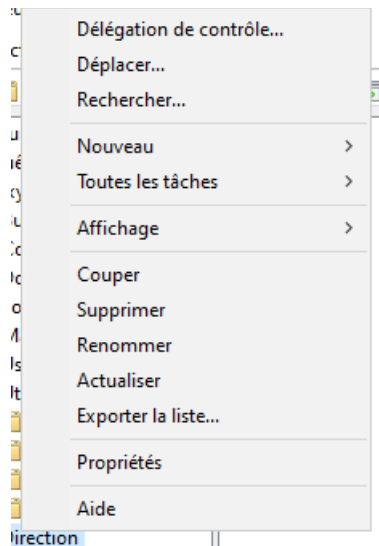 Délégation de contrôle...
Déplacer...
Rechercher...
Nouveau
Toutes les tâches
Affichage
Couper
Supprimer
Renommer
Actualiser
Exporter la liste...
Propriétés
Aide
Direction